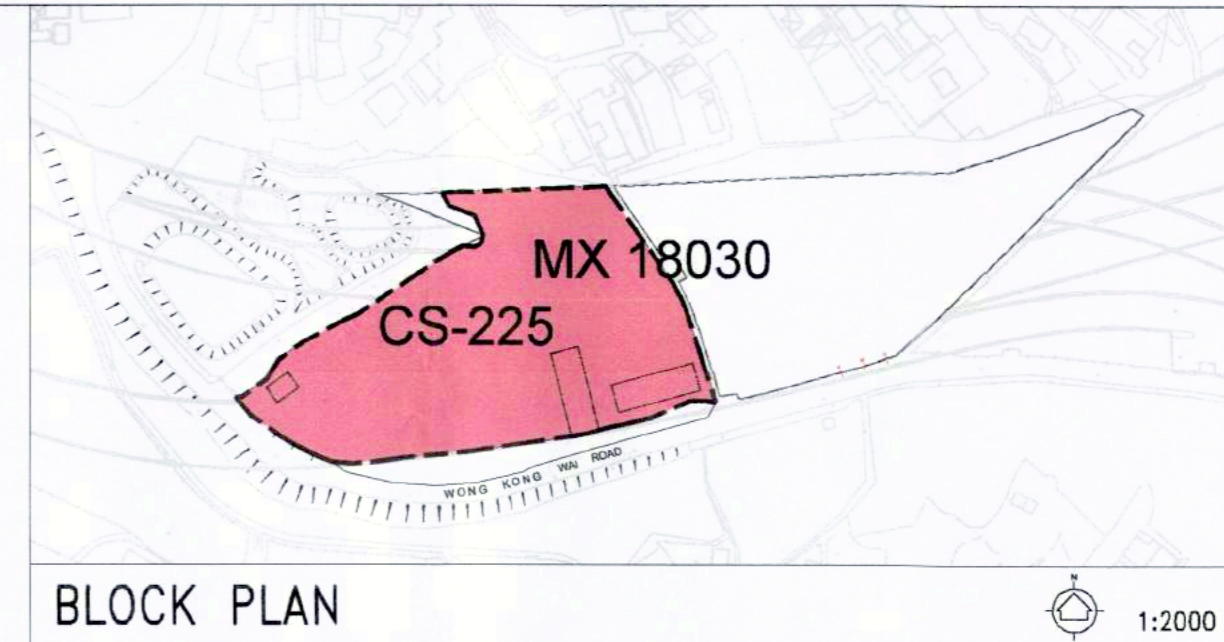 MX 18030
CS-225
WONG KONG WAI ROAD
BLOCK PLAN
N
1:2000